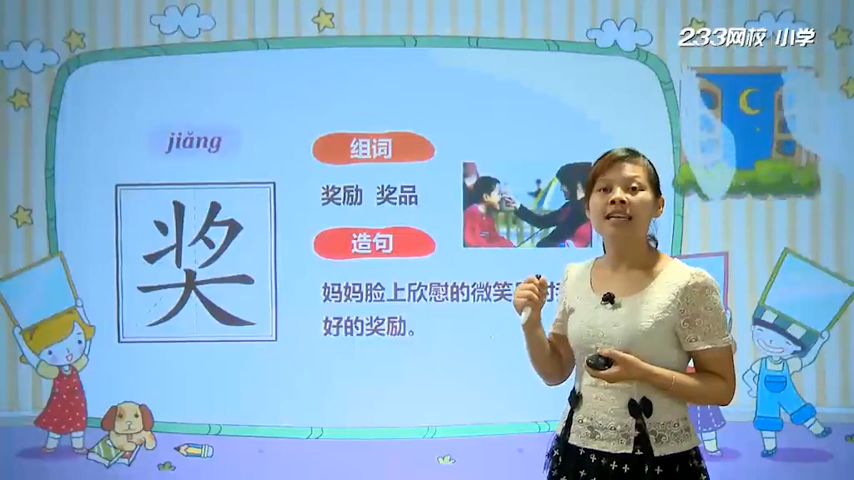 233网校 小学
jiǎng
组词
奖励 奖品
奖
造句
妈妈脸上欣慰的微笑
好的奖励。